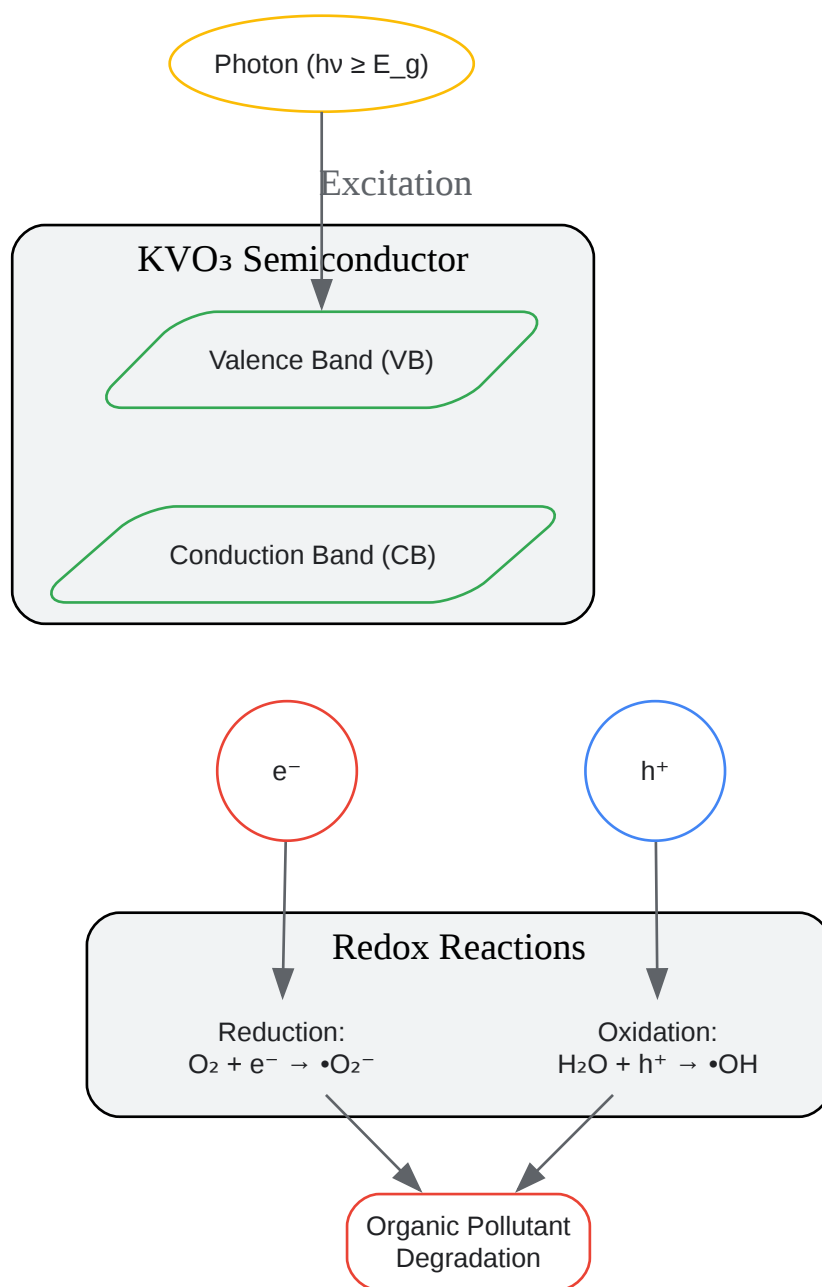 Photon (hν ≥ E_g)
Excitation
KVO₃ Semiconductor
Valence Band (VB)
Conduction Band (CB)
e⁻
h⁺
Redox Reactions
Reduction:
O₂ + e⁻ → •O₂⁻
Oxidation:
H₂O + h⁺ → •OH
Organic Pollutant
Degradation